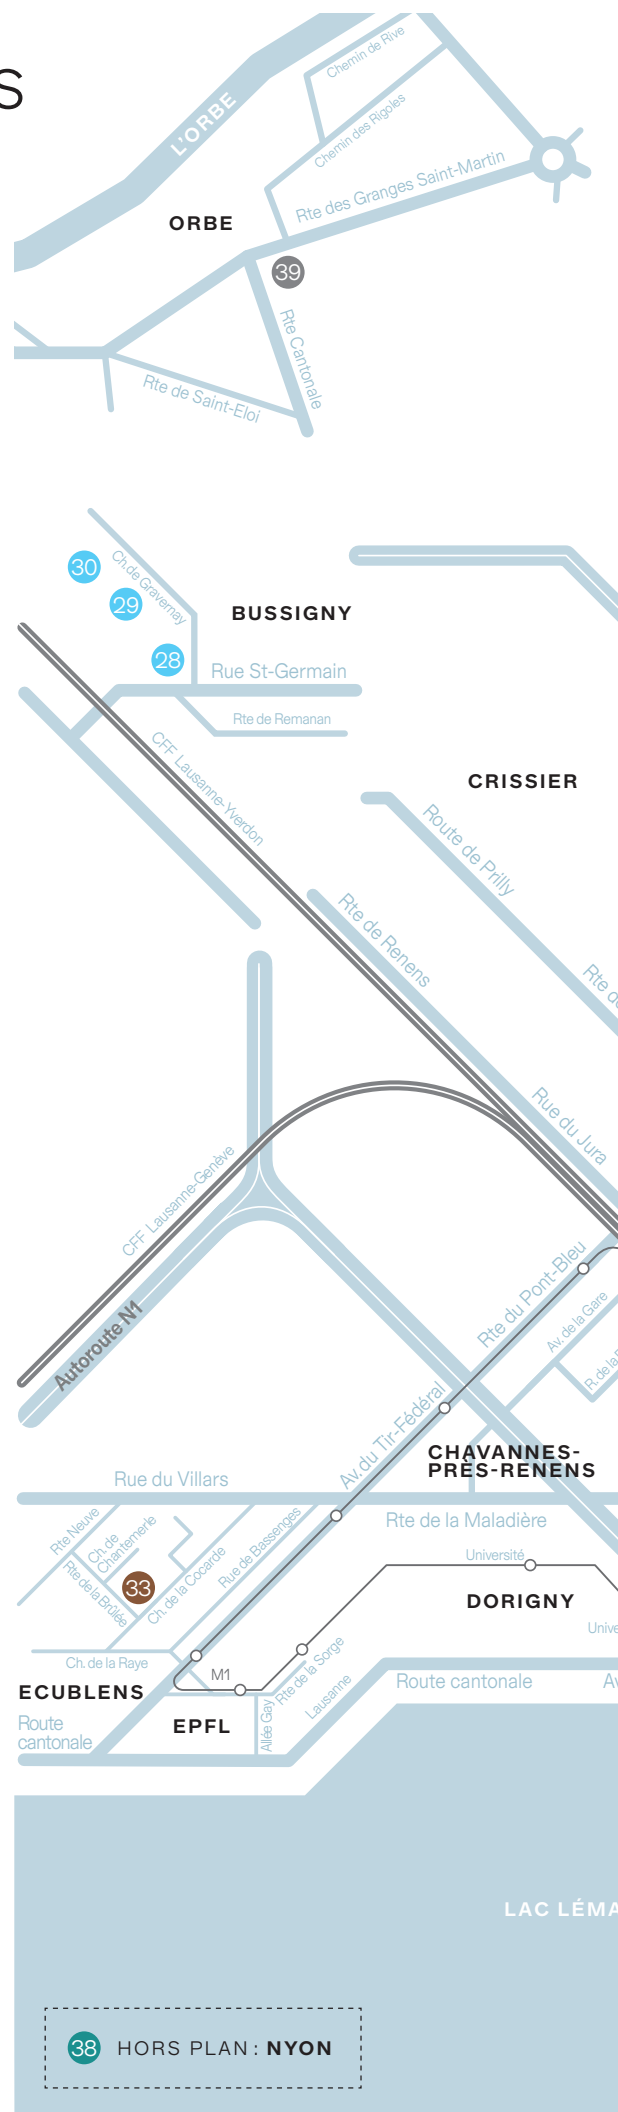 S
Chemin de Rive
L'ORBE
Chemin des Rigoles
Rte des Granges Saint-Martin
ORBE
39
Rte Cantonale
Rte de Saint-Eloi
30
Ch. de Gravernay
29
BUSSIGNY
28
Rue St-Germain
Rte de Remanan
CFF Lausanne-Yverdon
CRISSIER
Route de Prilly
Rte de Renens
Rte d
Rue du Jura
CFF Lausanne-Genève
Rte du Pont-Bleu
Av. de la Gare
Autoroute N1
R. de la
Av. du Tir-Fédéral
CHAVANNES-
PRÈS-RENENS
Rue du Villars
Rte de la Maladière
Rte Neuve
Ch. de
Chantemerle
Rue de Bassenges
Université
Rte de la Brûlée
33
Ch. de la Cocarde
DORIGNY
Unive
Ch. de la Raye
M1
Rte de la Sorge
Route cantonale
Av
ECUBLENS
Lausanne
Route
cantonale
EPFL
Allée Gay
LAC LÉMA
38 HORS PLAN : NYON